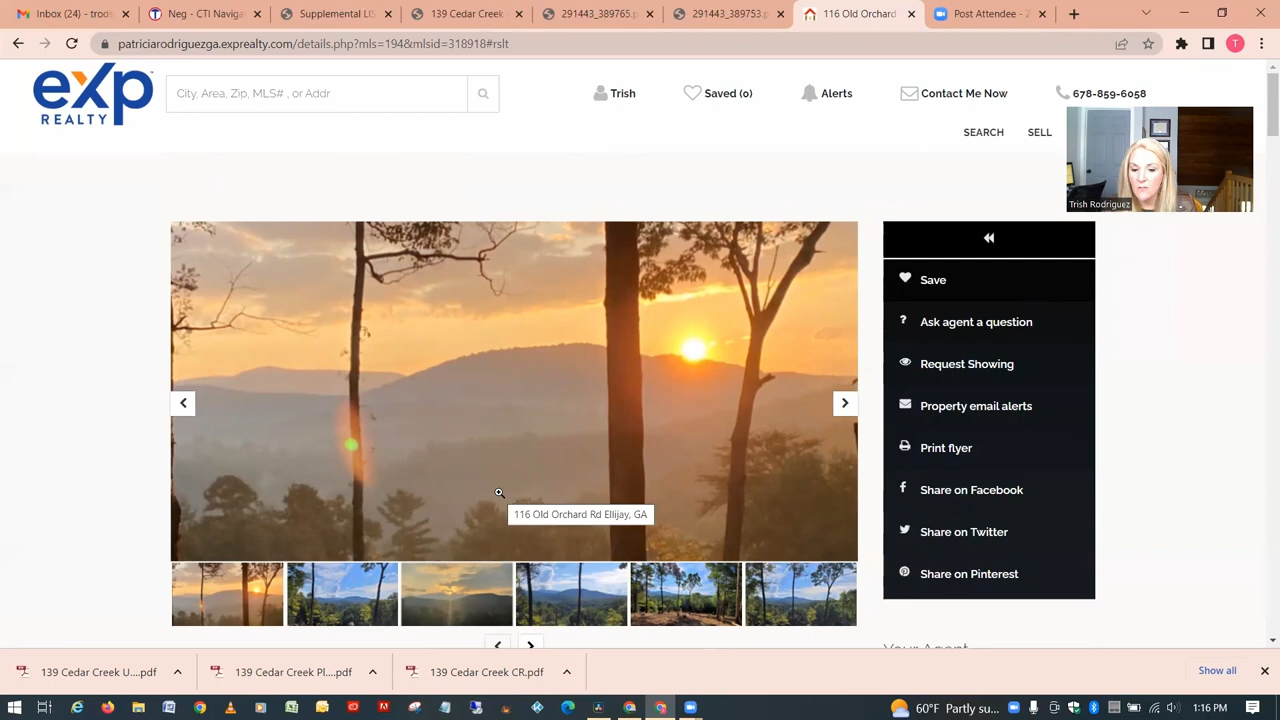 Inbox (24) - trods
Neg - CTI Naviga
Supplemental LIS
139 Cedar Creek
291443_389765.p
291443_389753.p
116 Old Orchard
Post Attendee - Z
patriciarodriguezga.exprealty.com/details.php?mls=194&mlsid=318918#rslt
T
eXp
REALTY
City, Area, Zip, MLS# , or Addr
Trish
Saved (0)
Alerts
Contact Me Now
678-859-6058
SEARCH
SELL
Trish Rodriguez
Save
Ask agent a question
Request Showing
Property email alerts
Print flyer
Share on Facebook
Share on Twitter
Share on Pinterest
116 Old Orchard Rd Ellijay, GA
139 Cedar Creek U....pdf
139 Cedar Creek Pl....pdf
139 Cedar Creek CR.pdf
Show all
60°F Partly su...
1:16 PM